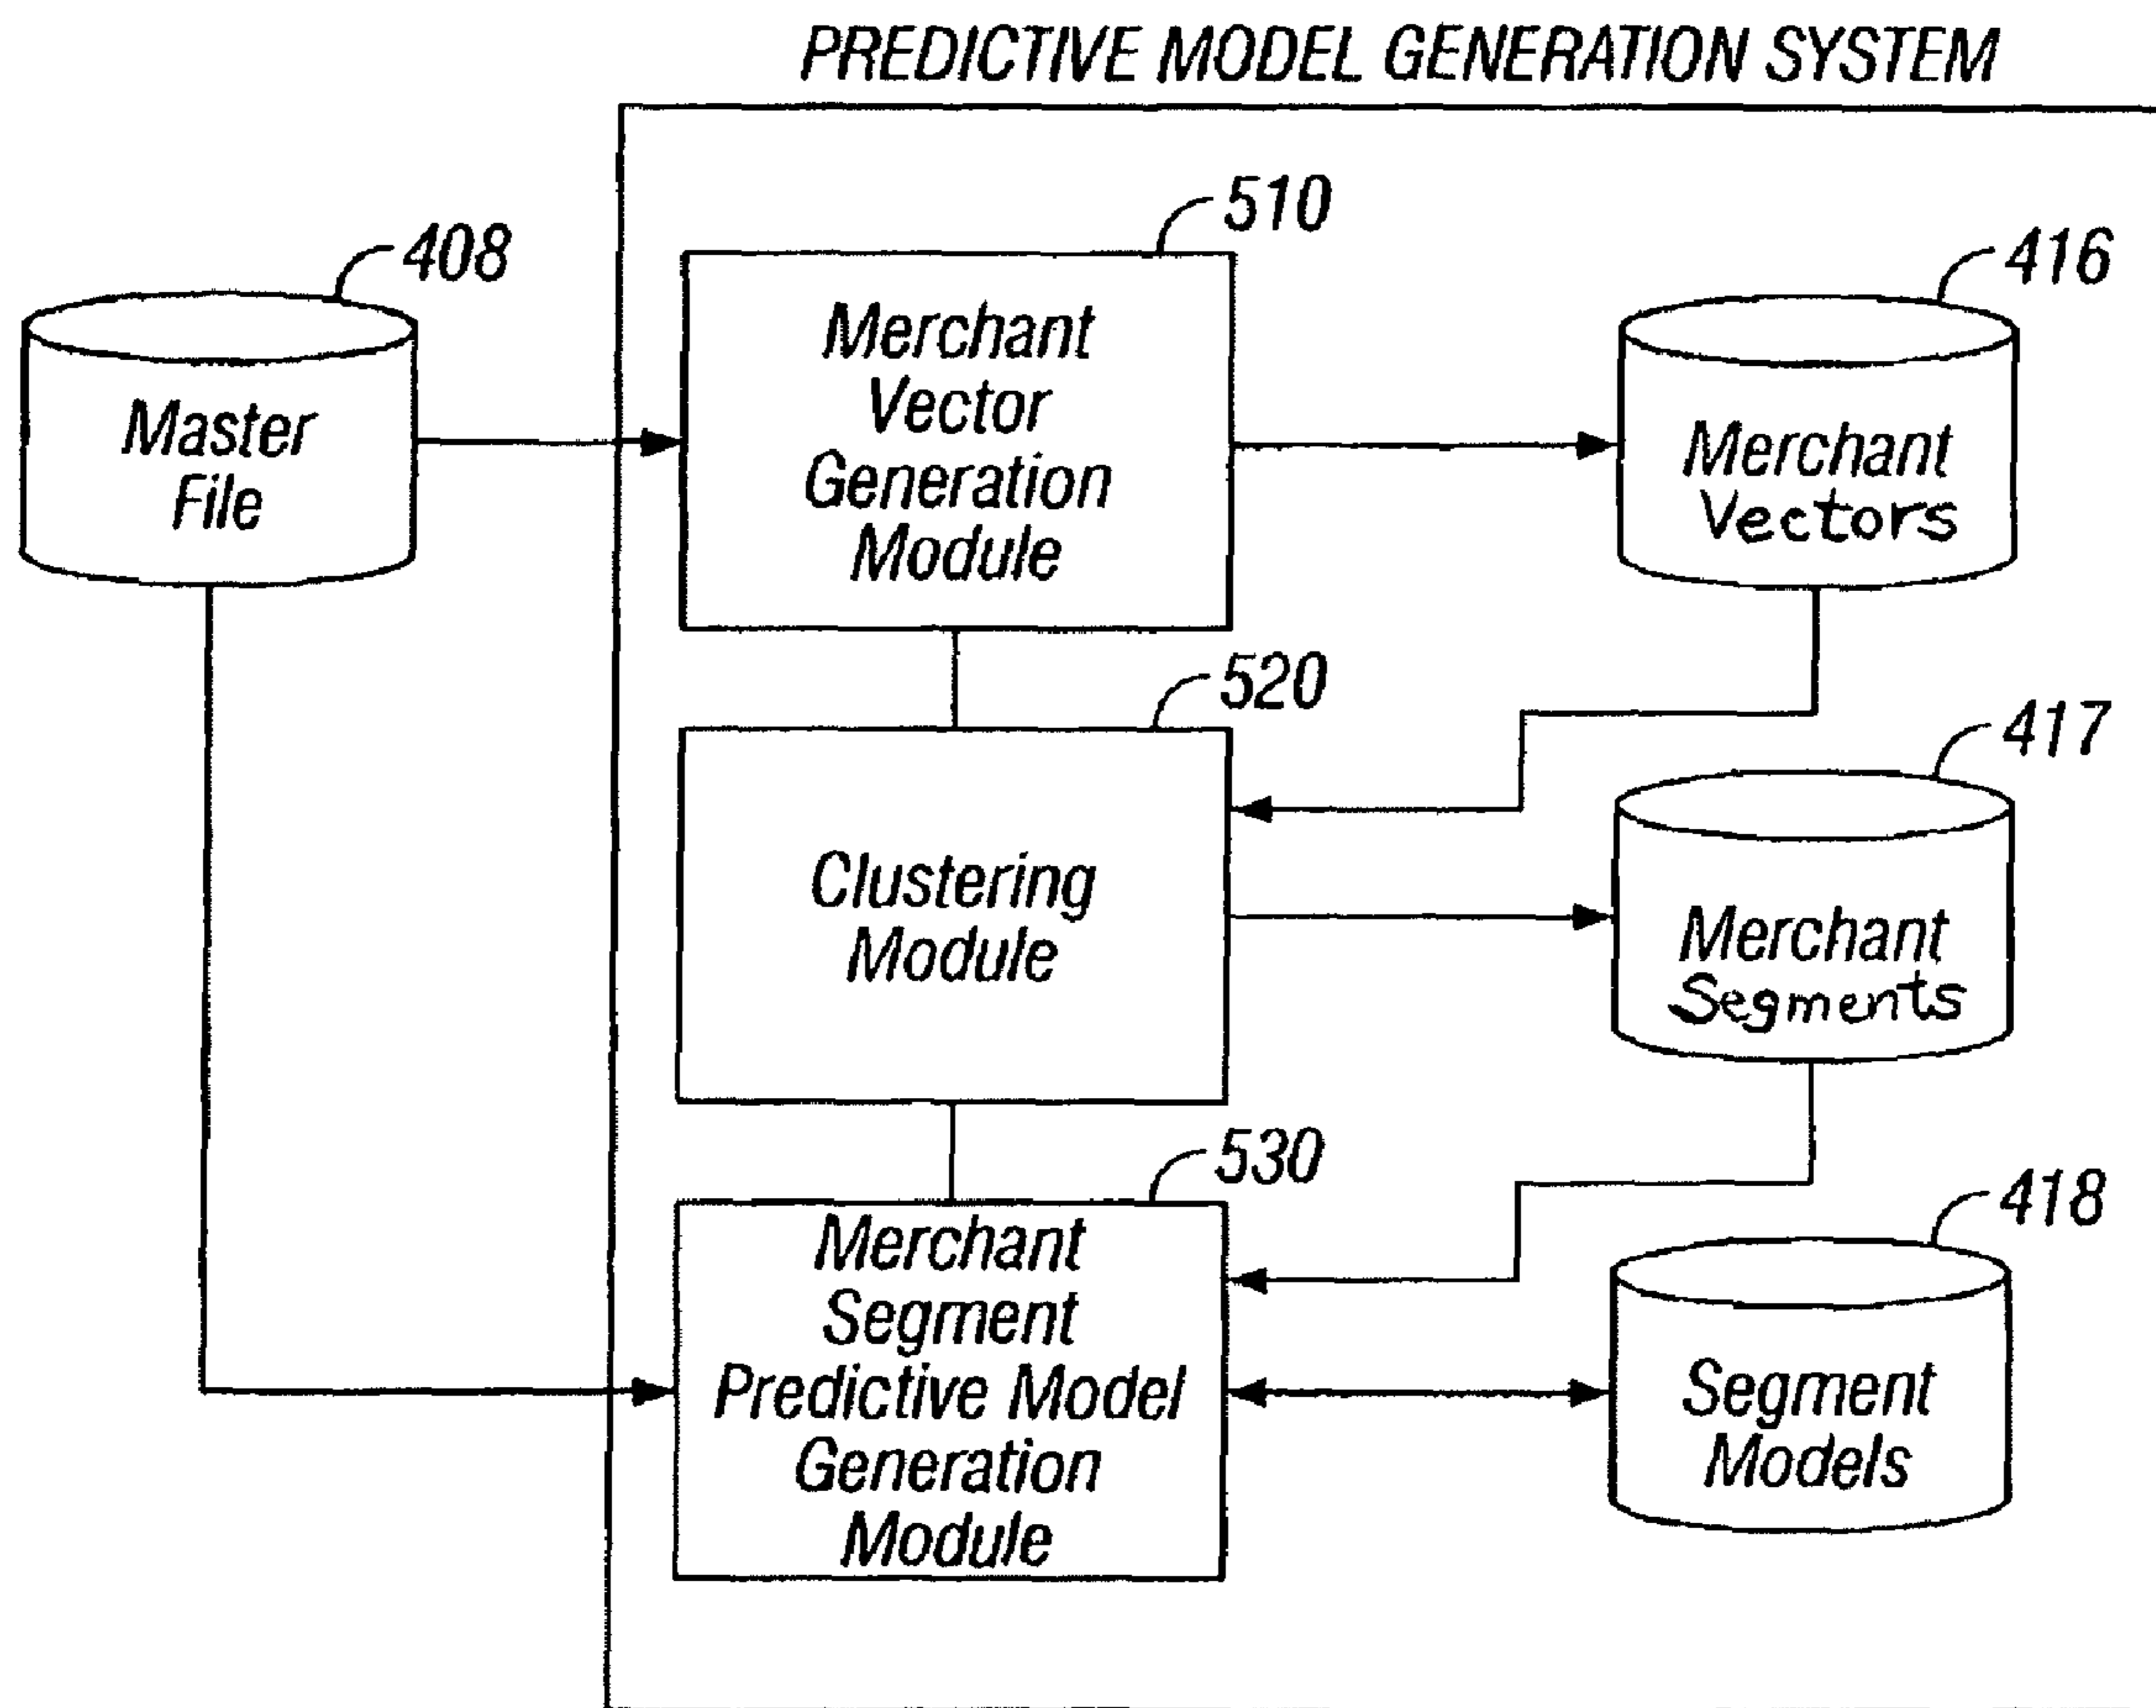 PREDICTIVE MODEL GENERATION SYSTEM
408
Master
File
510
Merchant
Vector
Generation
Module
416
Merchant
Vectors
520
Clustering
Module
417
Merchant
Segments
530
Merchant
Segment
Predictive Model
Generation
Module
418
Segment
Models